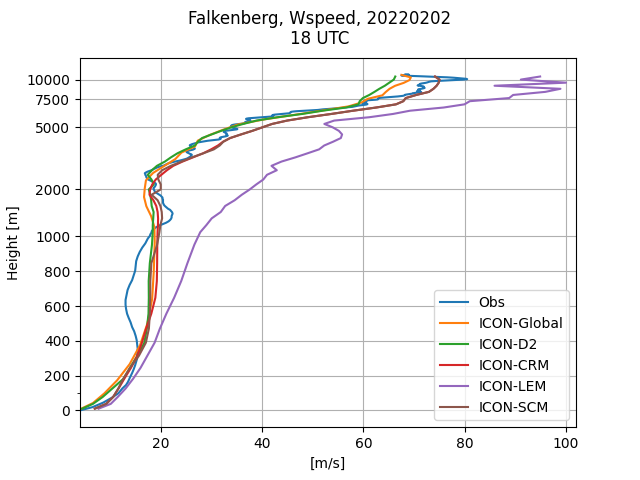 Falkenberg, Wspeed, 20220202
18 UTC
10000
7500
5000
2000
1000
800
600
400
200
0
Height [m]
Obs
ICON-Global
ICON-D2
ICON-CRM
ICON-LEM
ICON-SCM
20 40 60 80 100
[m/s]